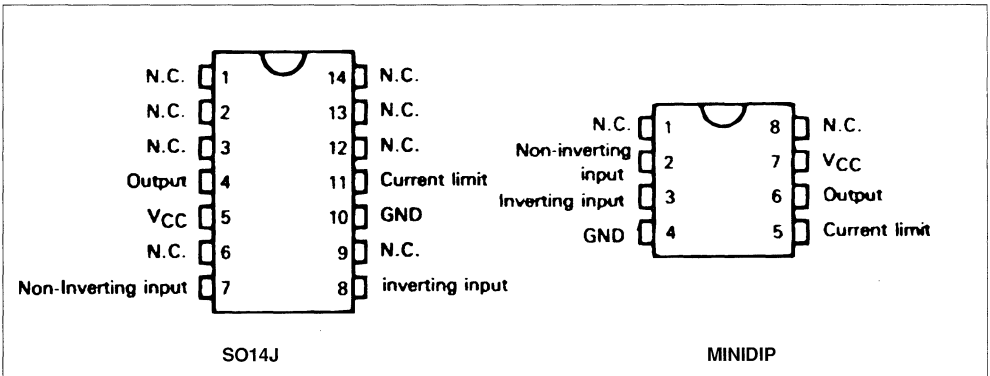 N.C. 1 14 N.C.
N.C. 2 13 N.C.
N.C. 3 12 N.C.
Output 4 11 Current limit
VCC 5 10 GND
N.C. 6 9 N.C.
Non-Inverting input 7 8 inverting input
SO14J
N.C. 1 8 N.C.
Non-inverting
input 2 7 VCC
Inverting input 3 6 Output
GND 4 5 Current limit
MINIDIP